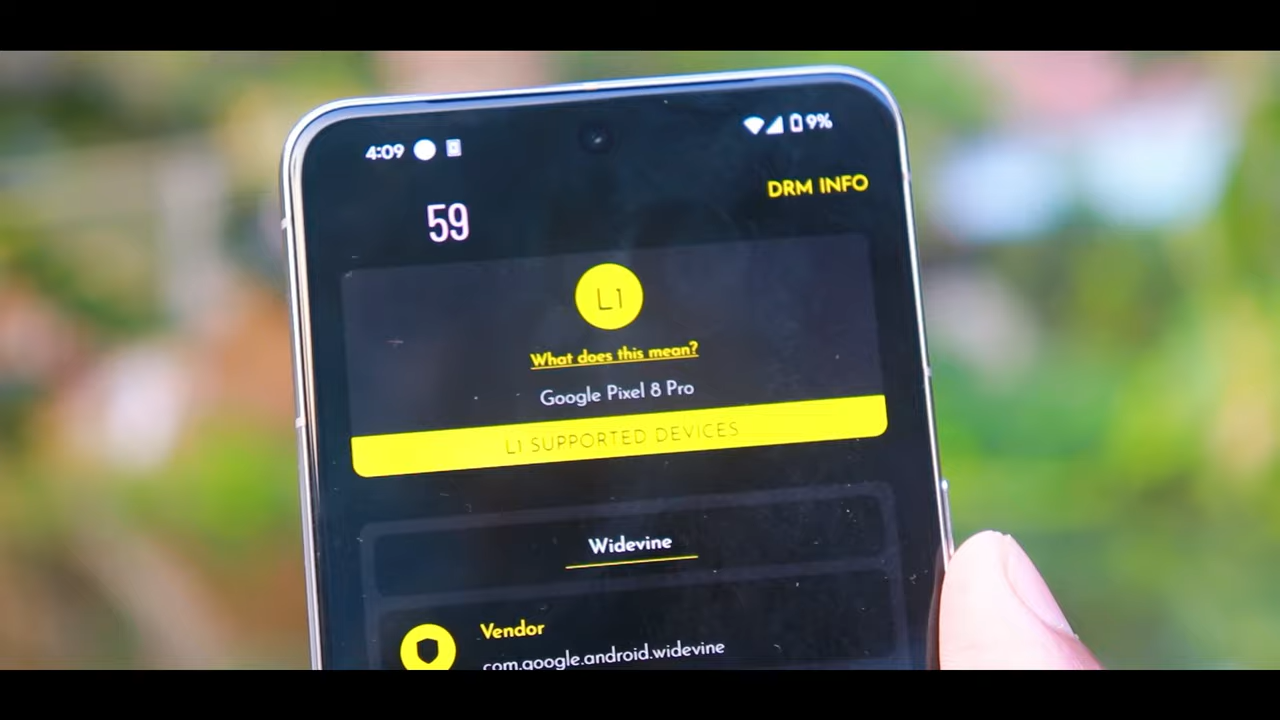 4:09
9%
DRM INFO
59
L1
What does this mean?
Google Pixel 8 Pro
L1 SUPPORTED DEVICES
Widevine
Vendor
com.google.android.widevine